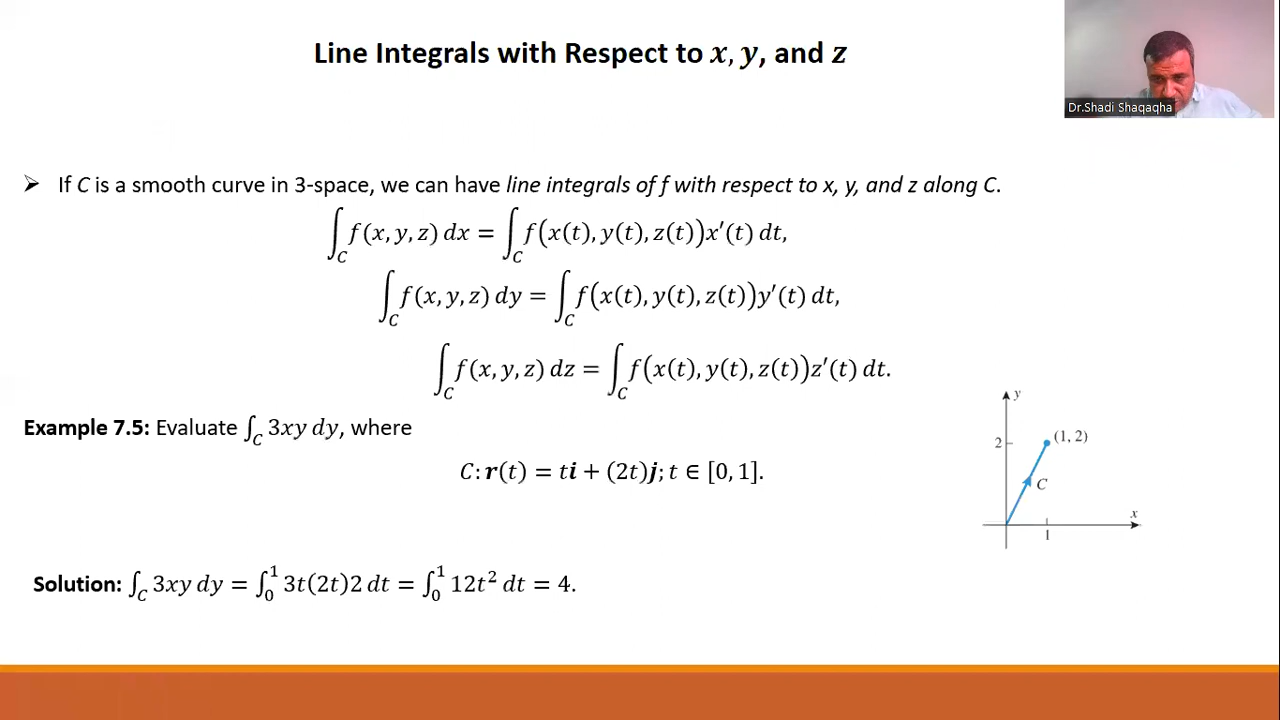 Line Integrals with Respect to x, y, and z
Dr.Shadi Shaqaqha
➢ If C is a smooth curve in 3-space, we can have line integrals of f with respect to x, y, and z along C.
∫_C f(x, y, z) dx = ∫_C f(x(t), y(t), z(t))x′(t) dt,
∫_C f(x, y, z) dy = ∫_C f(x(t), y(t), z(t))y′(t) dt,
∫_C f(x, y, z) dz = ∫_C f(x(t), y(t), z(t))z′(t) dt.
Example 7.5: Evaluate ∫_C 3xy dy, where
C: r(t) = ti + (2t)j; t ∈ [0, 1].
y
2
(1, 2)
C
x
1
Solution: ∫_C 3xy dy = ∫_0^1 3t(2t)2 dt = ∫_0^1 12t² dt = 4.